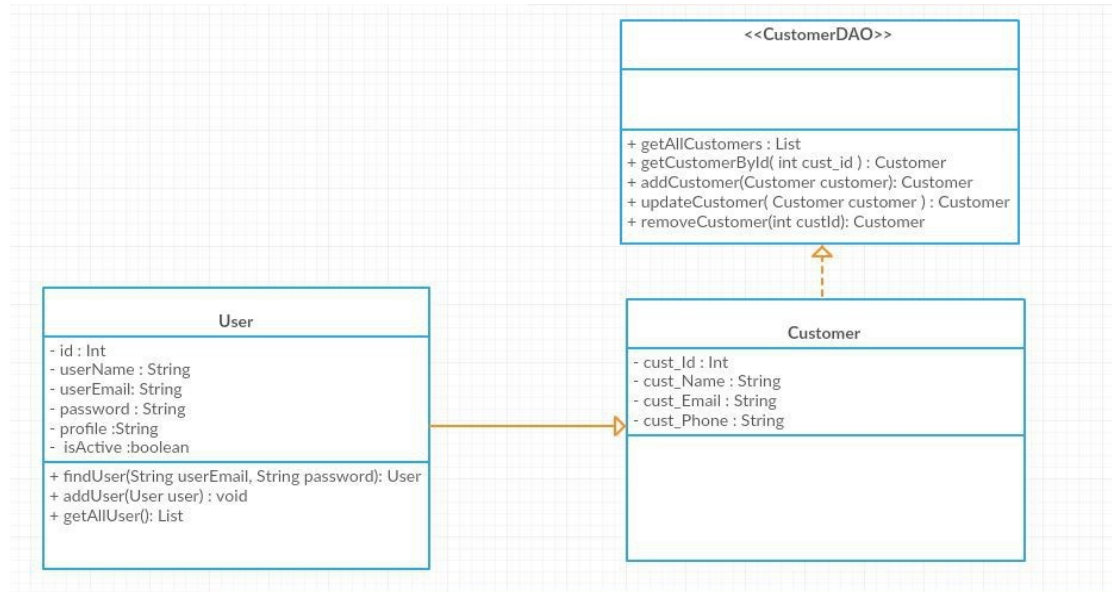 <<CustomerDAO>>
+ getAllCustomers : List
+ getCustomerById( int cust_id ) : Customer
+ addCustomer(Customer customer): Customer
+ updateCustomer( Customer customer ) : Customer
+ removeCustomer(int custId): Customer
User
- id : Int
- userName : String
- userEmail: String
- password : String
- profile :String
- isActive :boolean
+ findUser(String userEmail, String password): User
+ addUser(User user) : void
+ getAllUser(): List
Customer
- cust_Id : Int
- cust_Name : String
- cust_Email : String
- cust_Phone : String